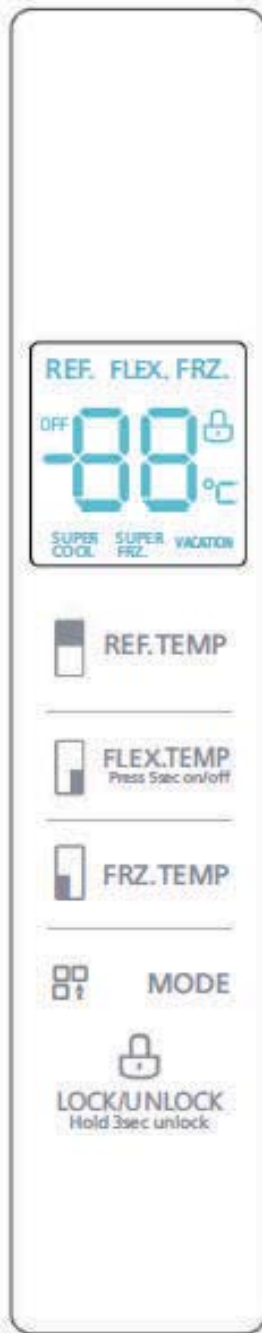 REF. FLEX. FRZ.
OFF
-88
°C
SUPER COOL SUPER FRZ. VACATION
REF.TEMP
FLEX.TEMP
Press 5sec on/off
FRZ.TEMP
MODE
LOCK/UNLOCK
Hold 3sec unlock